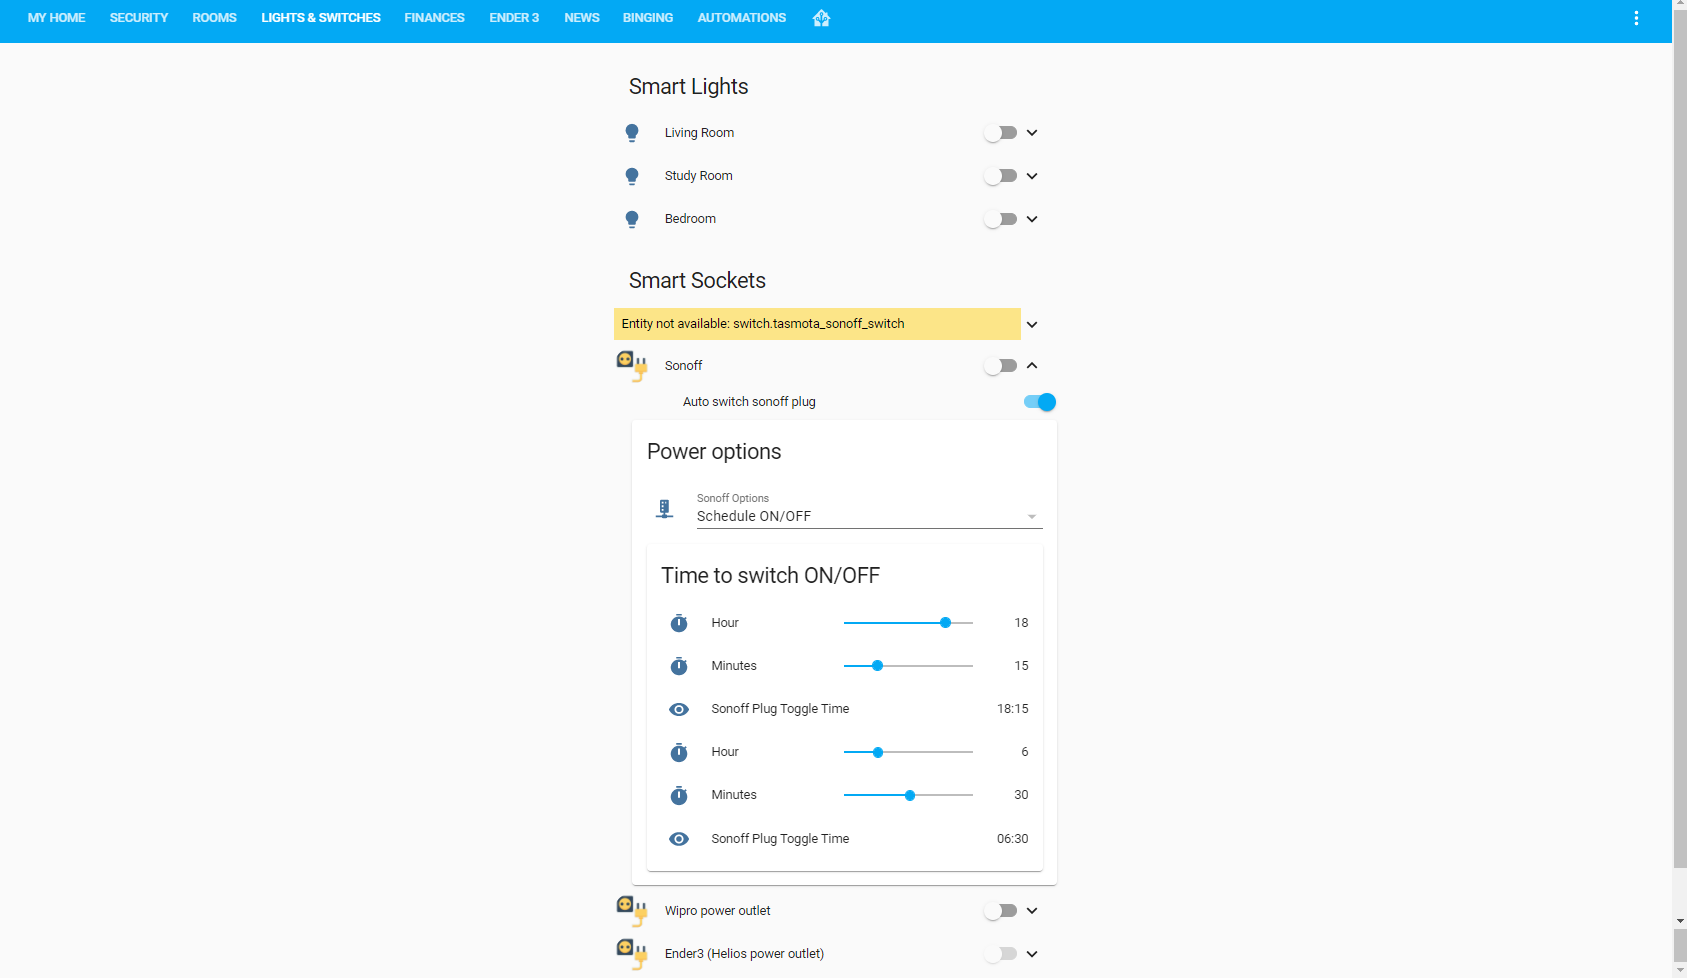 MY HOME SECURITY ROOMS LIGHTS & SWITCHES FINANCES ENDER 3 NEWS BINGING AUTOMATIONS
Smart Lights
Living Room
Study Room
Bedroom
Smart Sockets
Entity not available: switch.tasmota_sonoff_switch
Sonoff
Auto switch sonoff plug
Power options
Sonoff Options
Schedule ON/OFF
Time to switch ON/OFF
Hour 18
Minutes 15
Sonoff Plug Toggle Time 18:15
Hour 6
Minutes 30
Sonoff Plug Toggle Time 06:30
Wipro power outlet
Ender3 (Helios power outlet)